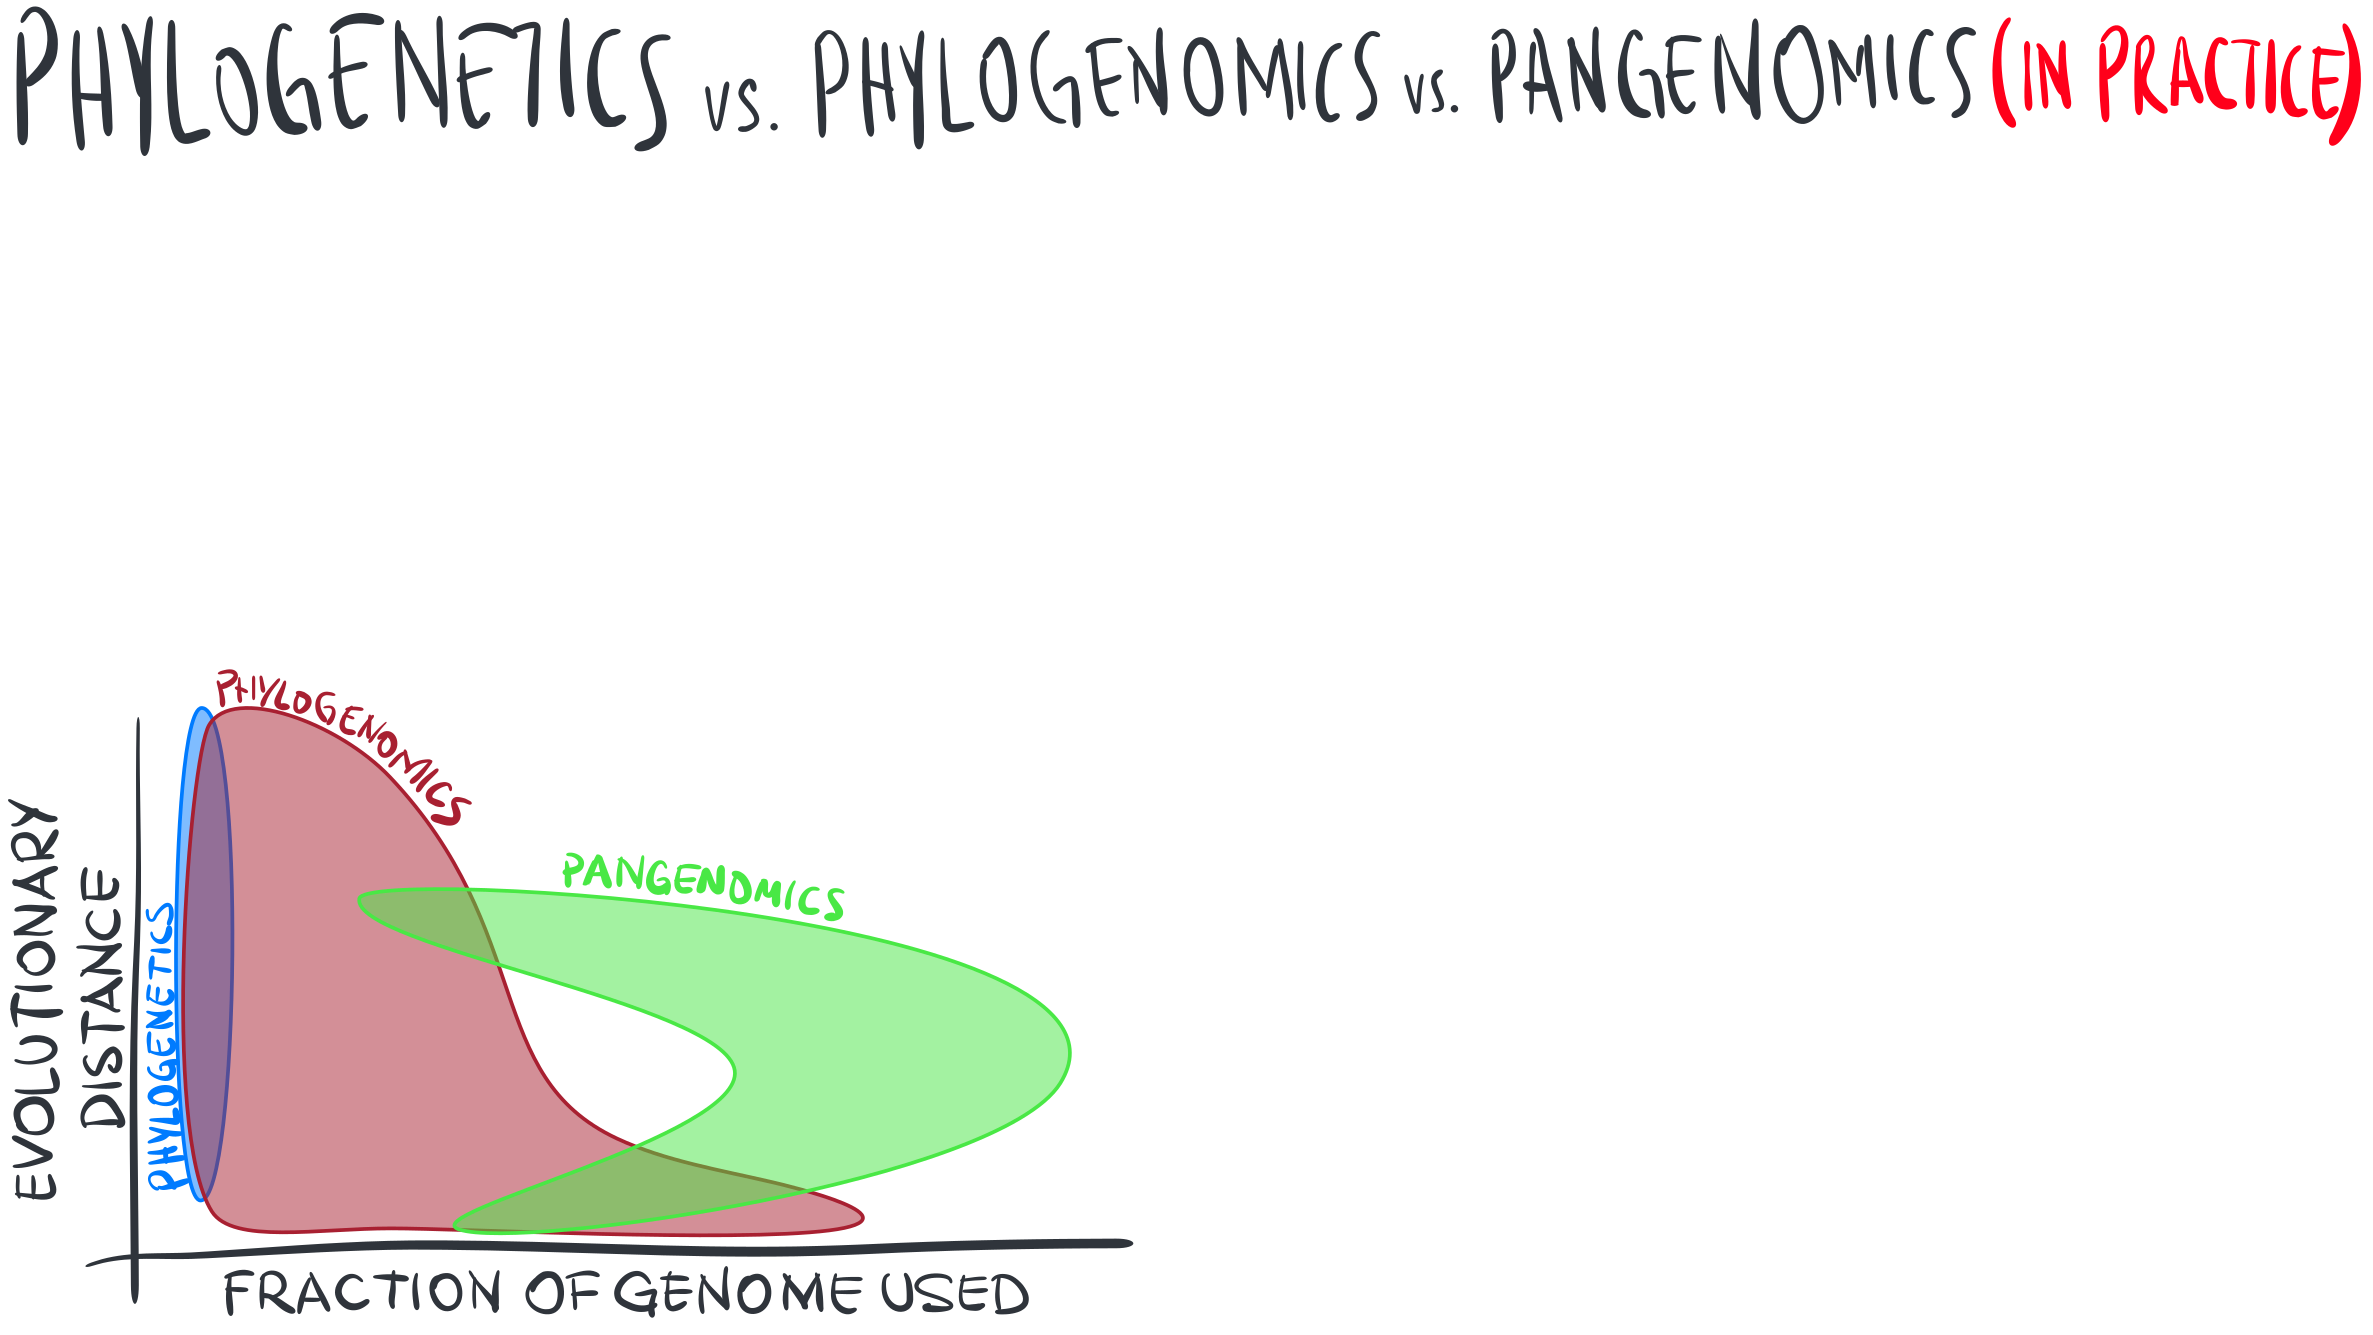 PHYLOGENETICS vs. PHYLOGENOMICS vs. PANGENOMICS (IN PRACTICE)
PHYLOGENOMICS
PANGENOMICS
PHYLOGENETICS
EVOLUTIONARY
DISTANCE
FRACTION OF GENOME USED